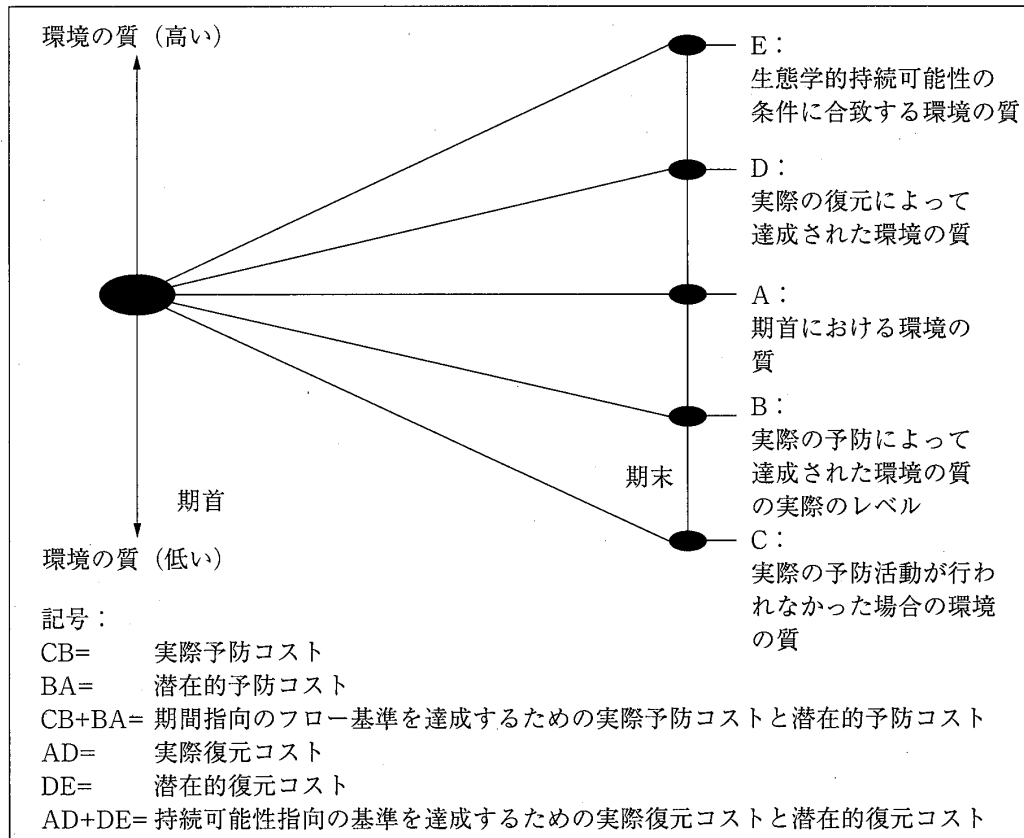 環境の質（高い）
E：
生態学的持続可能性の
条件に合致する環境の質
D：
実際の復元によって
達成された環境の質
A：
期首における環境の
質
B：
実際の予防によって
達成された環境の質
の実際のレベル
期末
期首
C：
実際の予防活動が行わ
れなかった場合の環境
の質
環境の質（低い）
記号：
CB= 実際予防コスト
BA= 潜在的予防コスト
CB+BA= 期間指向のフロー基準を達成するための実際予防コストと潜在的予防コスト
AD= 実際復元コスト
DE= 潜在的復元コスト
AD+DE= 持続可能性指向の基準を達成するための実際復元コストと潜在的復元コスト